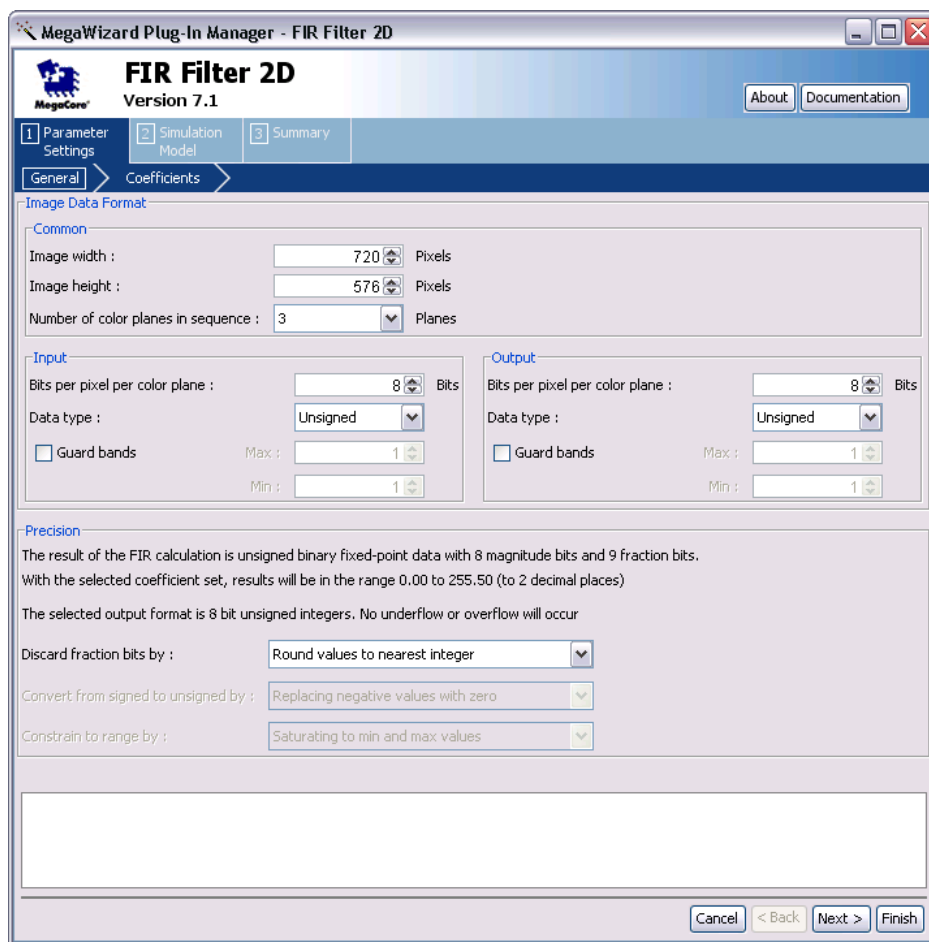 MegaWizard Plug-In Manager - FIR Filter 2D
MegaCore®
FIR Filter 2D
Version 7.1
About
Documentation
1 Parameter Settings
2 Simulation Model
3 Summary
General
Coefficients
Image Data Format
Common
Image width : 720 Pixels
Image height : 576 Pixels
Number of color planes in sequence : 3 Planes
Input
Bits per pixel per color plane : 8 Bits
Data type : Unsigned
Guard bands Max : 1
Min : 1
Output
Bits per pixel per color plane : 8 Bits
Data type : Unsigned
Guard bands Max : 1
Min : 1
Precision
The result of the FIR calculation is unsigned binary fixed-point data with 8 magnitude bits and 9 fraction bits.
With the selected coefficient set, results will be in the range 0.00 to 255.50 (to 2 decimal places)
The selected output format is 8 bit unsigned integers. No underflow or overflow will occur
Discard fraction bits by : Round values to nearest integer
Convert from signed to unsigned by : Replacing negative values with zero
Constrain to range by : Saturating to min and max values
Cancel
< Back
Next >
Finish